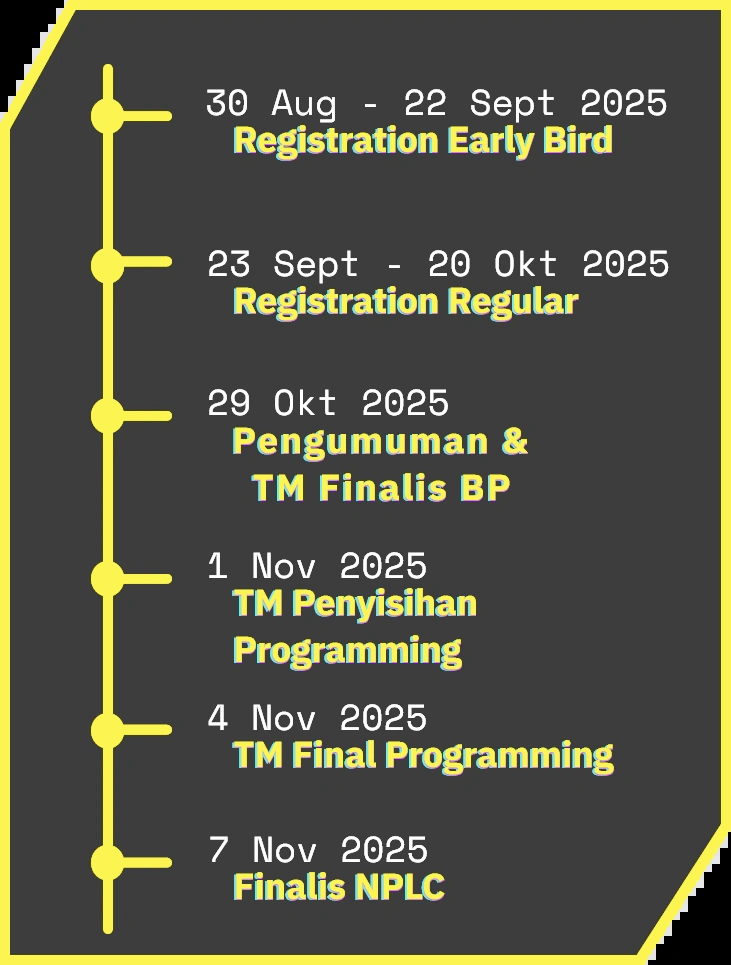 30 Aug - 22 Sept 2025
Registration Early Bird
23 Sept - 20 Okt 2025
Registration Regular
29 Okt 2025
Pengumuman &
TM Finalis BP
1 Nov 2025
TM Penyisihan
Programming
4 Nov 2025
TM Final Programming
7 Nov 2025
Finalis NPLC